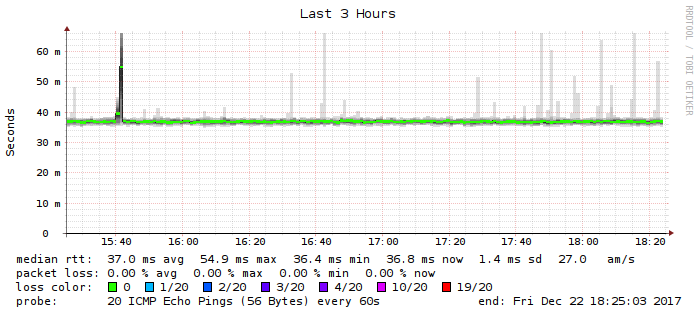 Last 3 Hours
RRDTOOL / TOBI OETIKER
Seconds
60 m
50 m
40 m
30 m
20 m
10 m
0
15:40 16:00 16:20 16:40 17:00 17:20 17:40 18:00 18:20
median rtt: 37.0 ms avg 54.9 ms max 36.4 ms min 36.8 ms now 1.4 ms sd 27.0 am/s
packet loss: 0.00 % avg 0.00 % max 0.00 % min 0.00 % now
loss color: 0 1/20 2/20 3/20 4/20 10/20 19/20
probe: 20 ICMP Echo Pings (56 Bytes) every 60s end: Fri Dec 22 18:25:03 2017